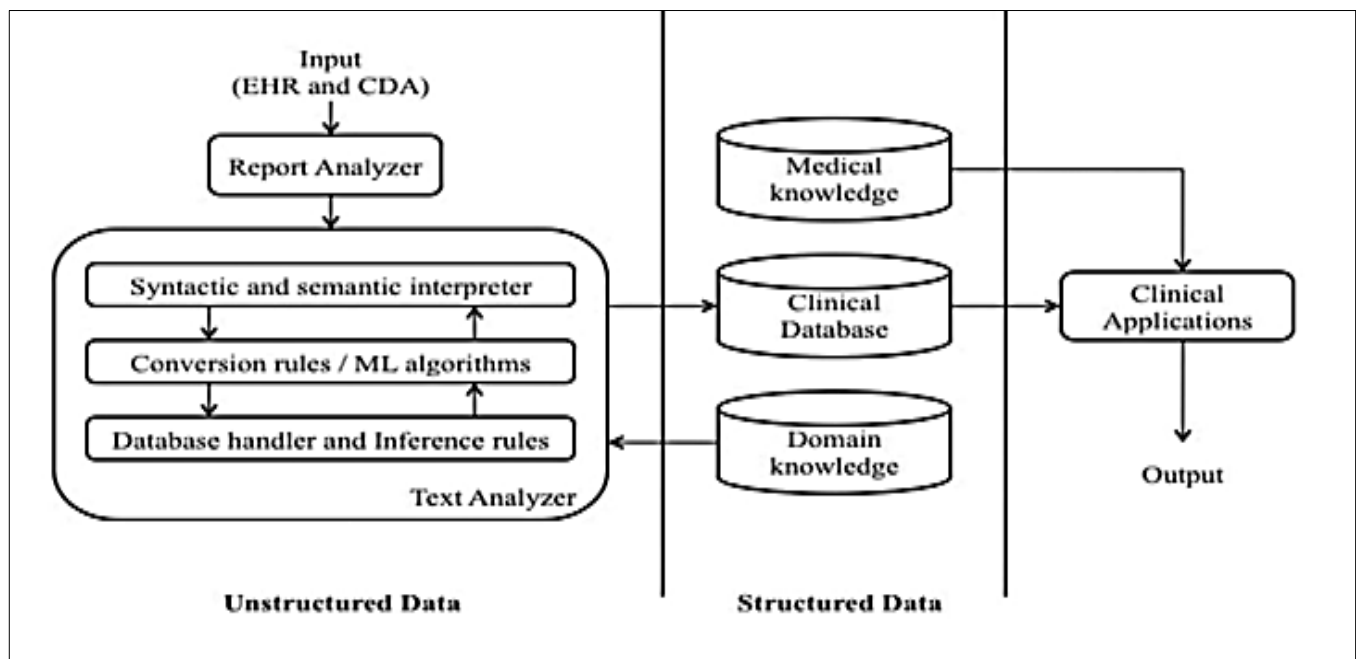 Input
(EHR and CDA)
Report Analyzer
Syntactic and semantic interpreter
Conversion rules / ML algorithms
Database handler and Inference rules
Text Analyzer
Unstructured Data
Medical
knowledge
Clinical
Database
Domain
knowledge
Structured Data
Clinical
Applications
Output